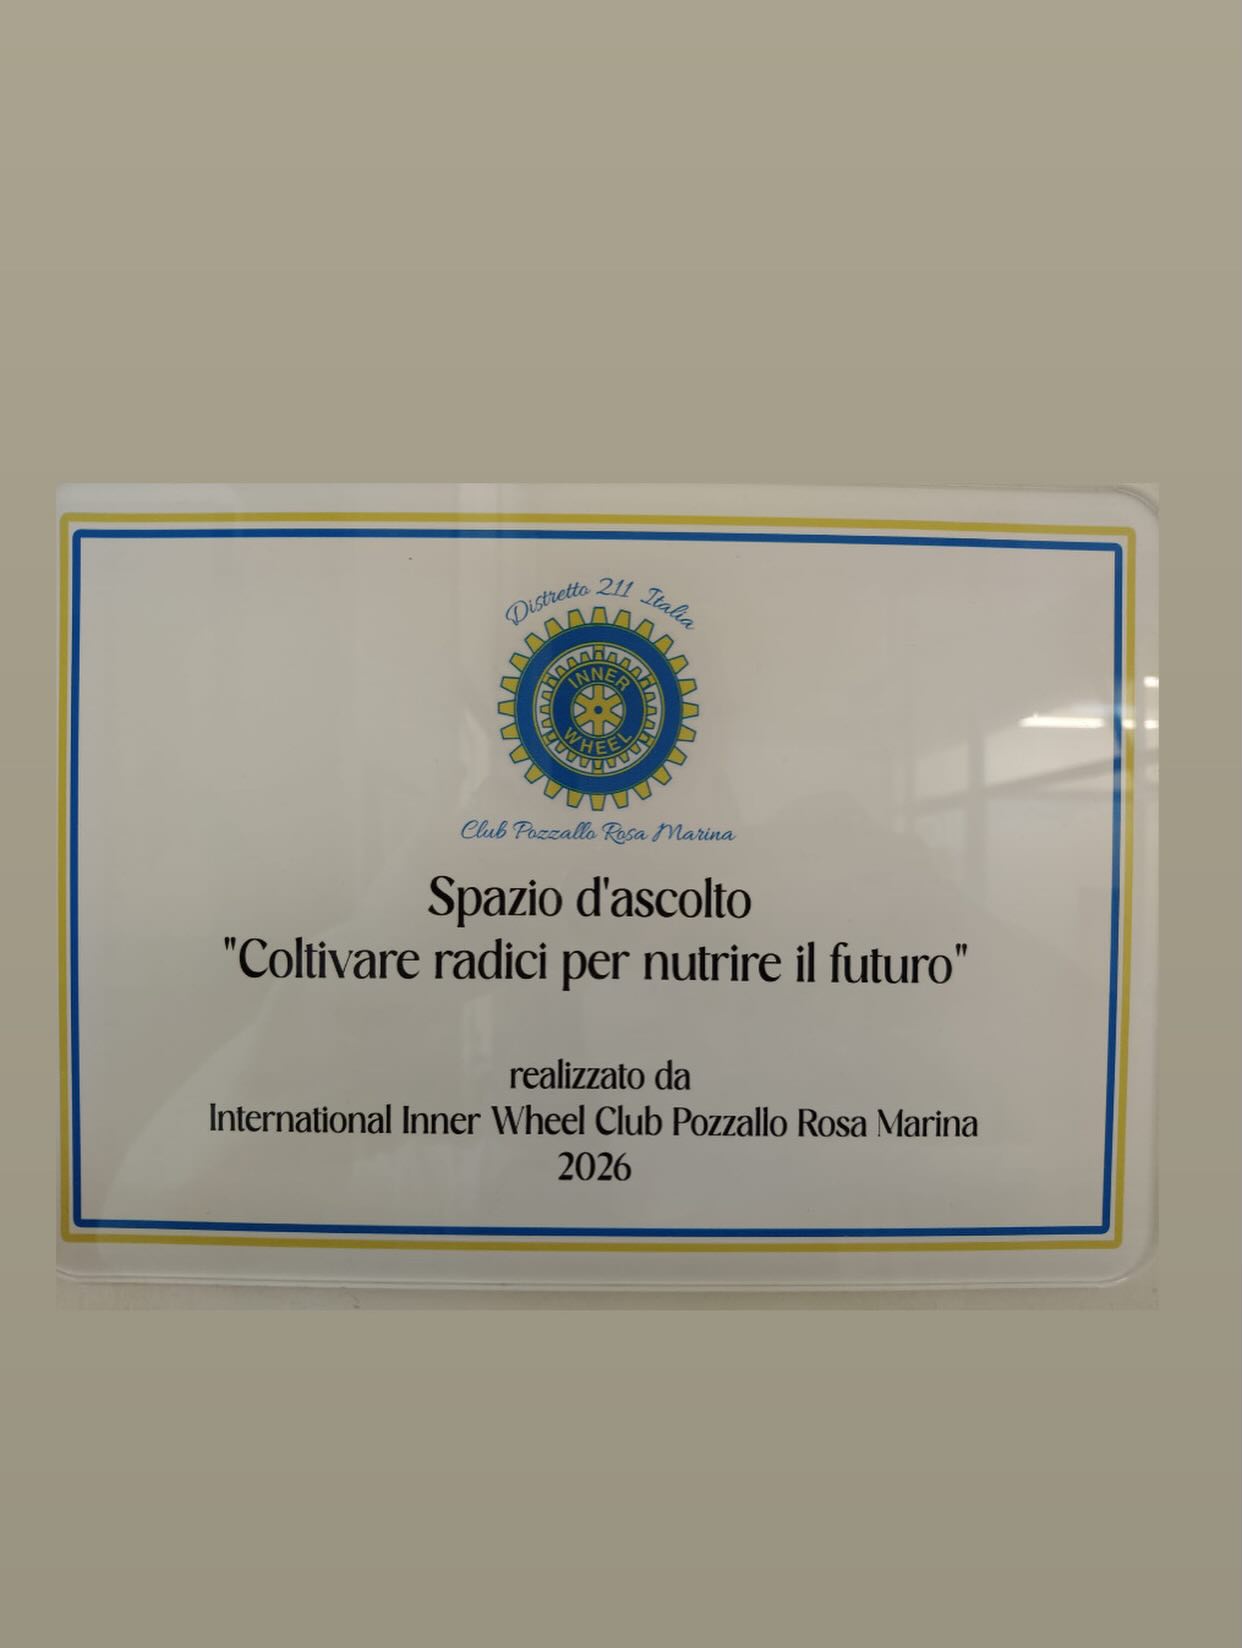 Distretto 211 Italia
INNER
WHEEL
Club Pozzallo Rosa Marina
Spazio d'ascolto
"Coltivare radici per nutrire il futuro"
realizzato da
International Inner Wheel Club Pozzallo Rosa Marina
2026